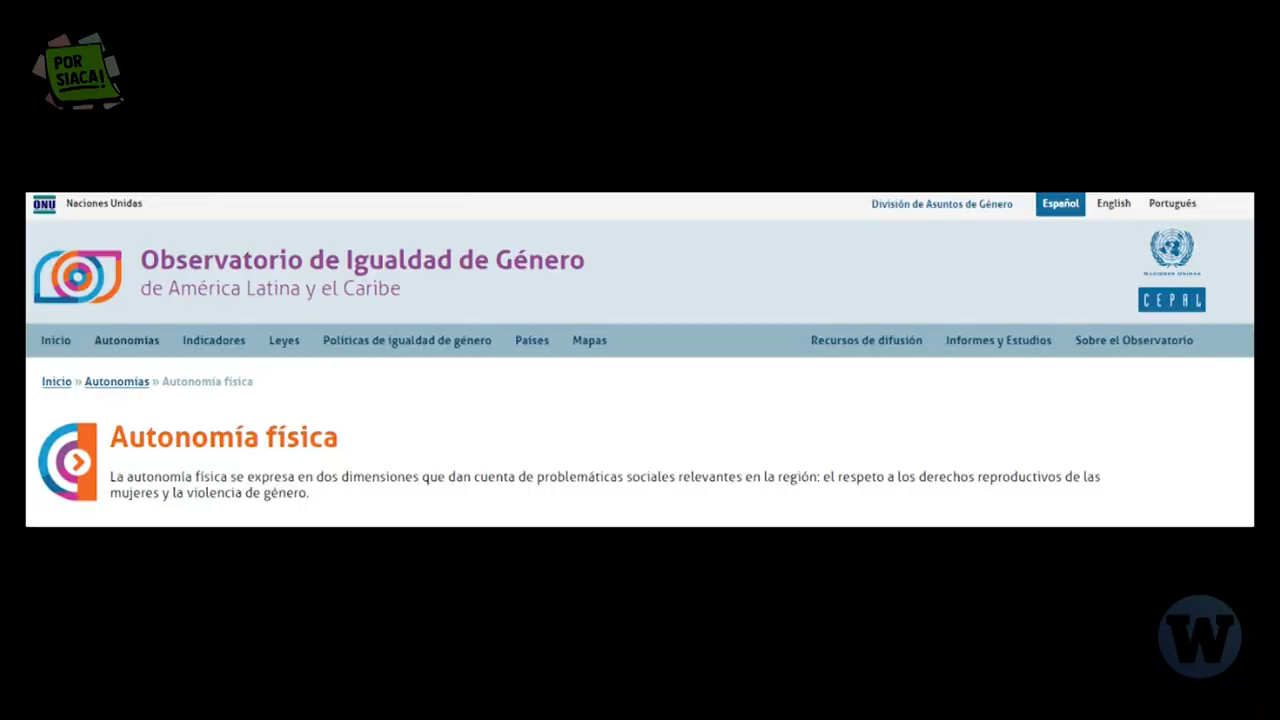 POR
SIACA!
ONU Naciones Unidas División de Asuntos de Género Español English Português
Observatorio de Igualdad de Género
de América Latina y el Caribe
NACIONES UNIDAS
CEPAL
Inicio Autonomías Indicadores Leyes Políticas de igualdad de género Países Mapas Recursos de difusión Informes y Estudios Sobre el Observatorio
Inicio » Autonomías » Autonomía física
Autonomía física
La autonomía física se expresa en dos dimensiones que dan cuenta de problemáticas sociales relevantes en la región: el respeto a los derechos reproductivos de las
mujeres y la violencia de género.
W